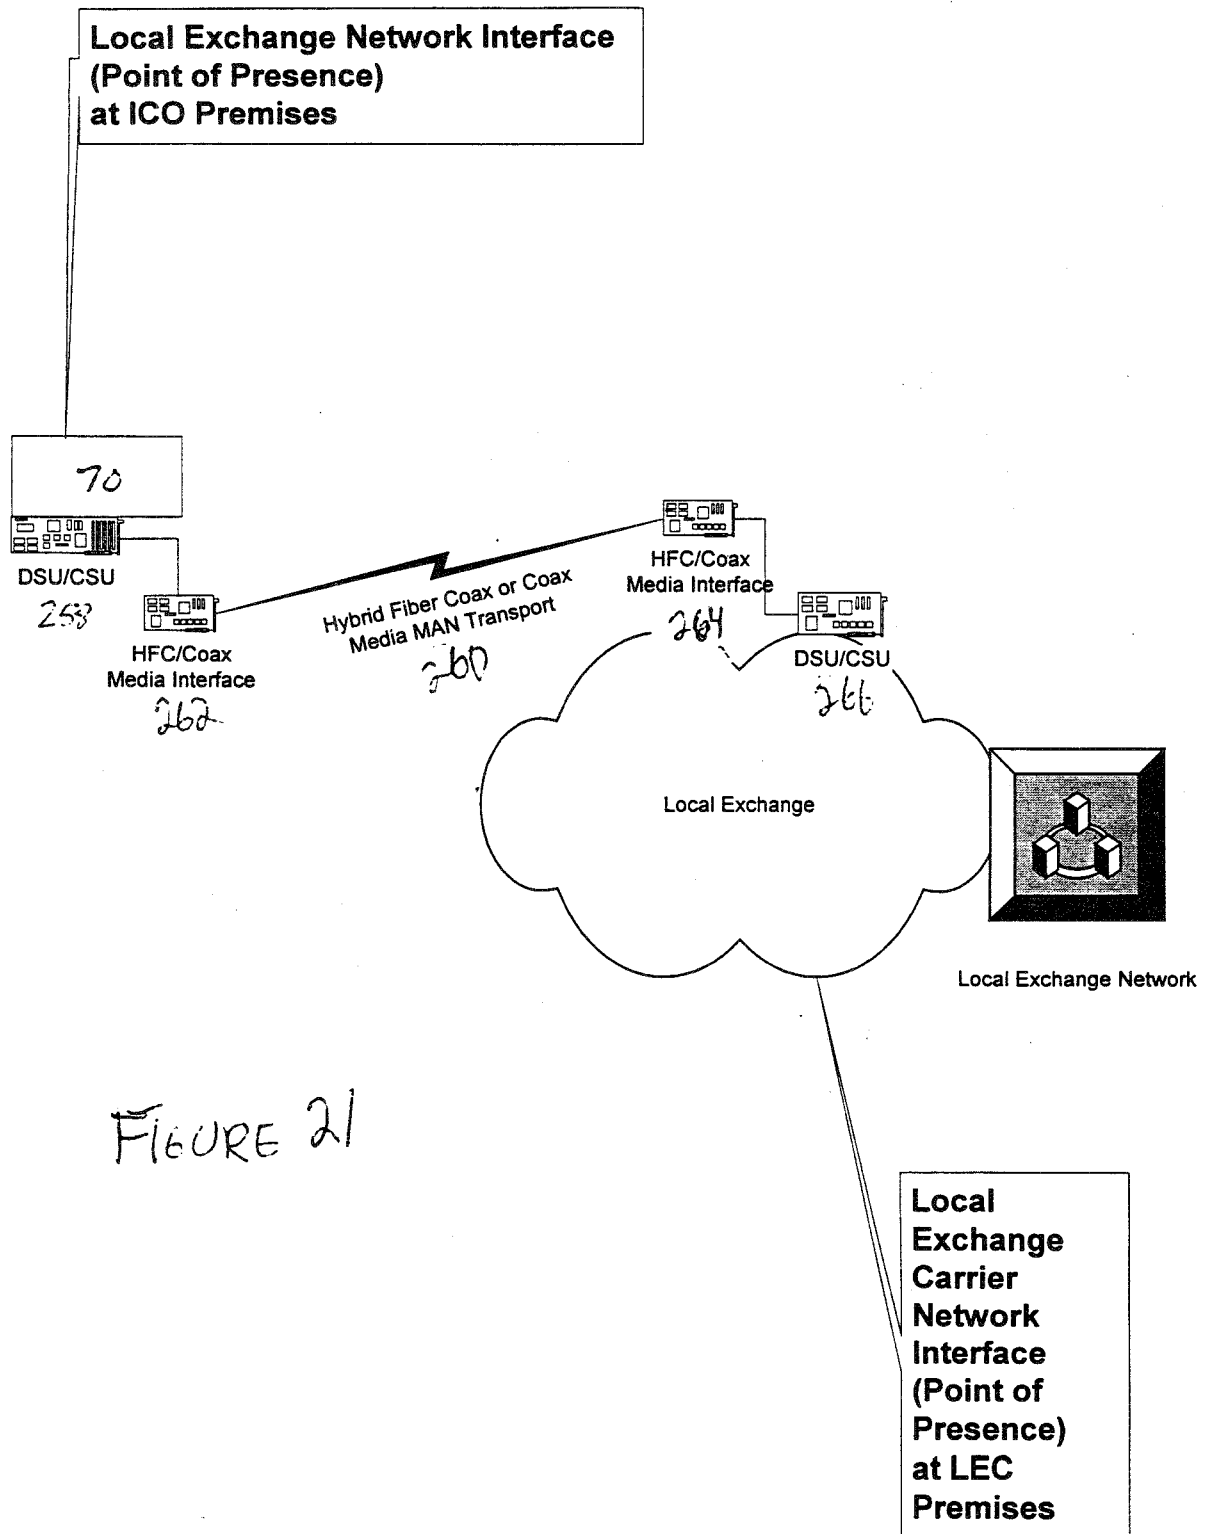 Local Exchange Network Interface
(Point of Presence)
at ICO Premises
70
DSU/CSU
258
HFC/Coax
Media Interface
262
Hybrid Fiber Coax or Coax
Media MAN Transport
260
HFC/Coax
Media Interface
264
DSU/CSU
266
Local Exchange
Local Exchange Network
FIGURE 21
Local
Exchange
Carrier
Network
Interface
(Point of
Presence)
at LEC
Premises